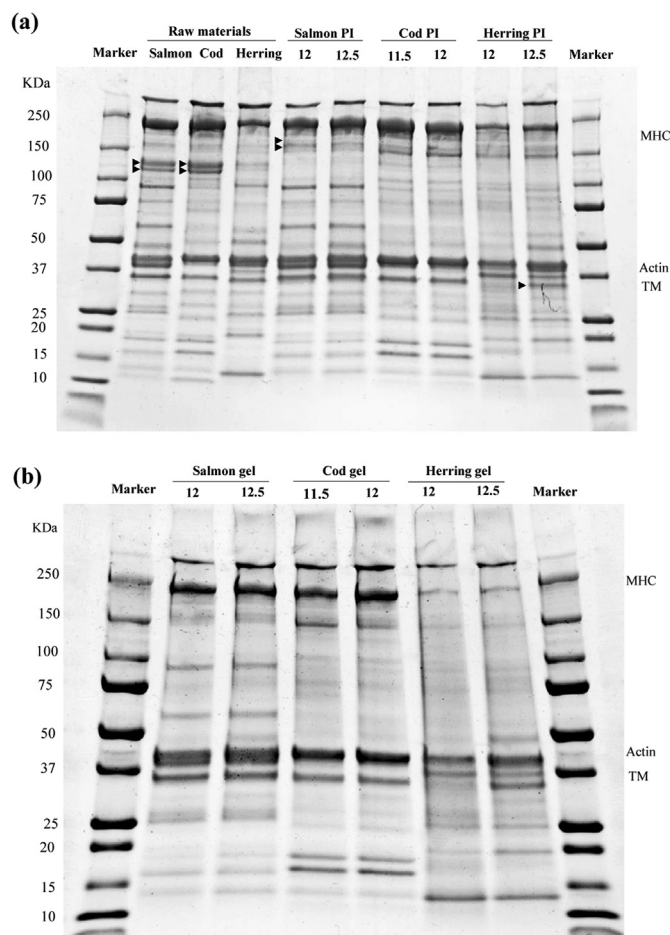 (a)
Raw materials Salmon PI Cod PI Herring PI
Marker Salmon Cod Herring 12 12.5 11.5 12 12 12.5 Marker
KDa
250
MHC
150
100
75
50
37
Actin
TM
25
20
15
10
(b)
Salmon gel Cod gel Herring gel
Marker 12 12.5 11.5 12 12 12.5 Marker
KDa
250
MHC
150
100
75
50
Actin
37
TM
25
20
15
10